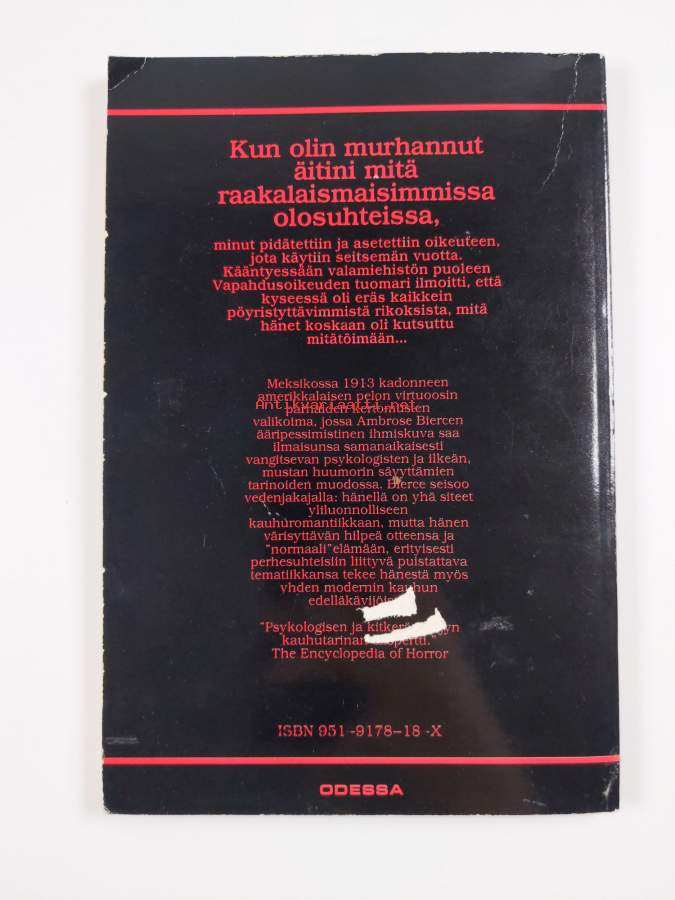 Kun olin murhannut
äitini mitä
raakalaismaisimmissa
olosuhteissa,
minut pidätettiin ja asetettiin oikeuteen,
jota käytiin seitsemän vuotta.
Kääntyessään valamiehistön puoleen
Vapahdusoikeuden tuomari ilmoitti, että
kyseessä oli eräs kaikkein
pöyristyttävimmistä rikoksista, mitä
hänet koskaan oli kutsuttu
mitätöimään...
Meksikossa 1913 kadonneen
amerikkalaisen pelon virtuoosin
Antikvariaatti.net
parhaiden kertomusten
valikoima, jossa Ambrose Biercen
ääripessimistinen ihmiskuva saa
ilmaisunsa samanaikaisesti
vangitsevan psykologisten ja ilkeän,
mustan huumorin sävyttämien
tarinoiden muodossa. Bierce seisoo
vedenjakajalla: hänellä on yhä siteet
yliluonnolliseen
kauhuromantiikkaan, mutta hänen
värisyttävän hilpeä otteensa ja
"normaali"elämään, erityisesti
perhesuhteisiin liittyvä puistattava
tematiikkansa tekee hänestä myös
yhden modernin kauhun
"Psykologisen ja
kauhutarinan
The Encyclopedia of Horror
ISBN 951-9178-18-X
ODESSA